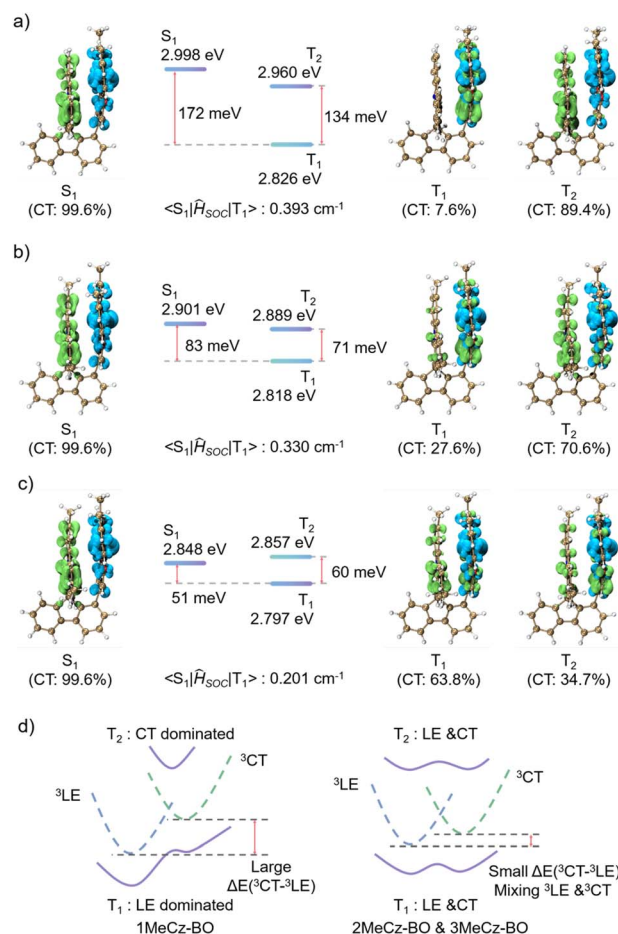 a)
S₁
2.998 eV
T₂
2.960 eV
172 meV
134 meV
T₁
2.826 eV
S₁
(CT: 99.6%)
<S₁|Ĥ_SOC|T₁> : 0.393 cm⁻¹
T₁
(CT: 7.6%)
T₂
(CT: 89.4%)
b)
S₁
2.901 eV
T₂
2.889 eV
83 meV
71 meV
T₁
2.818 eV
S₁
(CT: 99.6%)
<S₁|Ĥ_SOC|T₁> : 0.330 cm⁻¹
T₁
(CT: 27.6%)
T₂
(CT: 70.6%)
c)
S₁
2.848 eV
T₂
2.857 eV
60 meV
51 meV
T₁
2.797 eV
S₁
(CT: 99.6%)
<S₁|Ĥ_SOC|T₁> : 0.201 cm⁻¹
T₁
(CT: 63.8%)
T₂
(CT: 34.7%)
d)
T₂ : CT dominated
³CT
³LE
Large
ΔE(³CT-³LE)
T₁ : LE dominated
1MeCz-BO
T₂ : LE &CT
³CT
³LE
Small ΔE(³CT-³LE)
Mixing ³LE &³CT
T₁ : LE &CT
2MeCz-BO & 3MeCz-BO